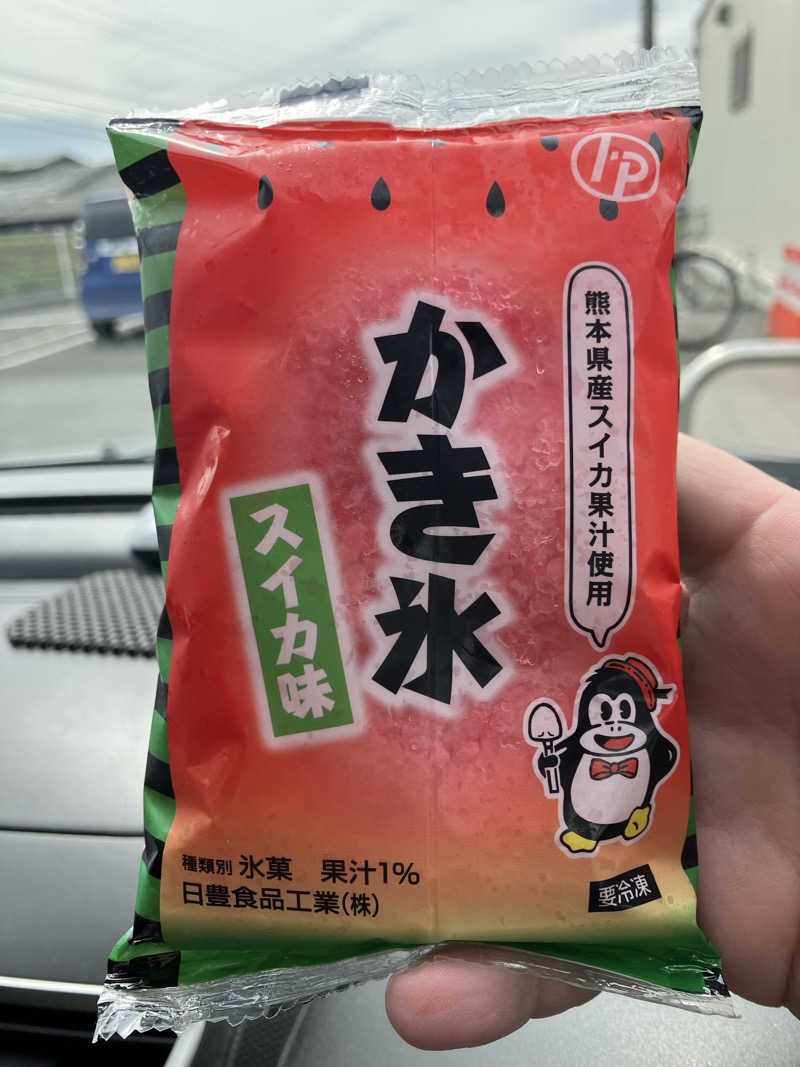 かき氷
スイカ味
熊本県産スイカ果汁使用
種類別 氷菓 果汁1%
日豊食品工業(株)
要冷凍